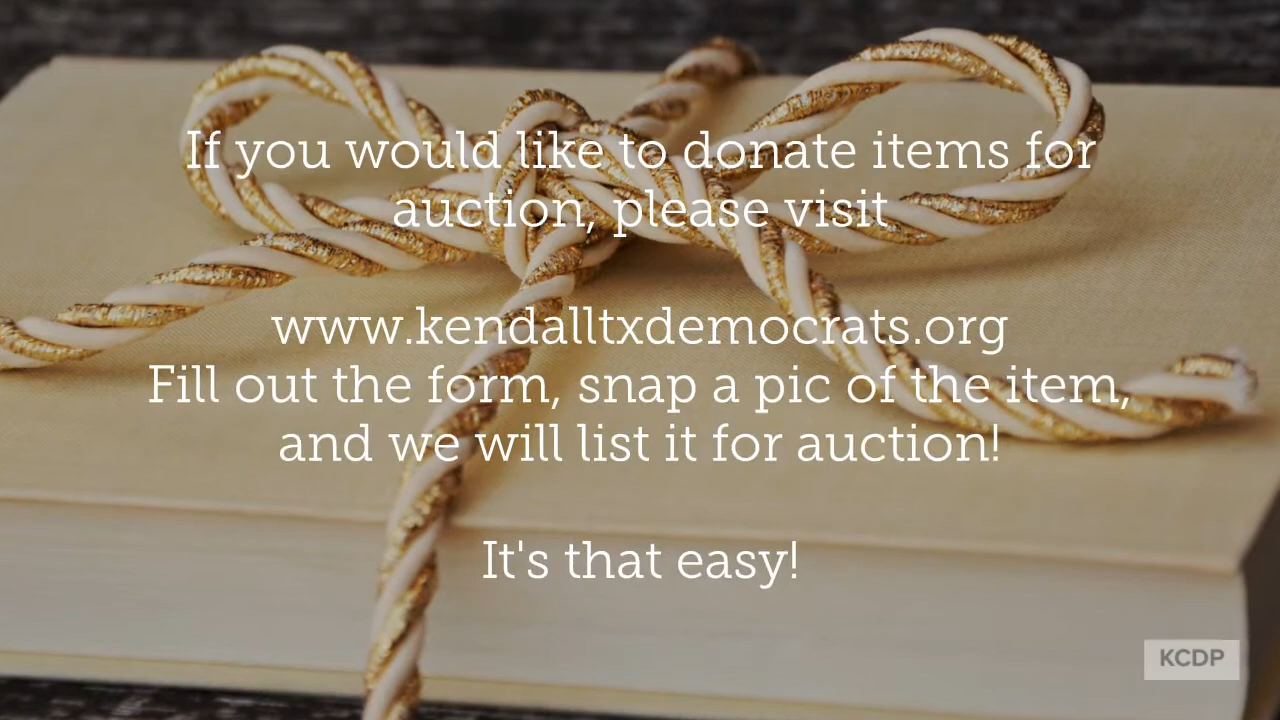 If you would like to donate items for
auction, please visit
www.kendalltxdemocrats.org
Fill out the form, snap a pic of the item,
and we will list it for auction!
It's that easy!
KCDP